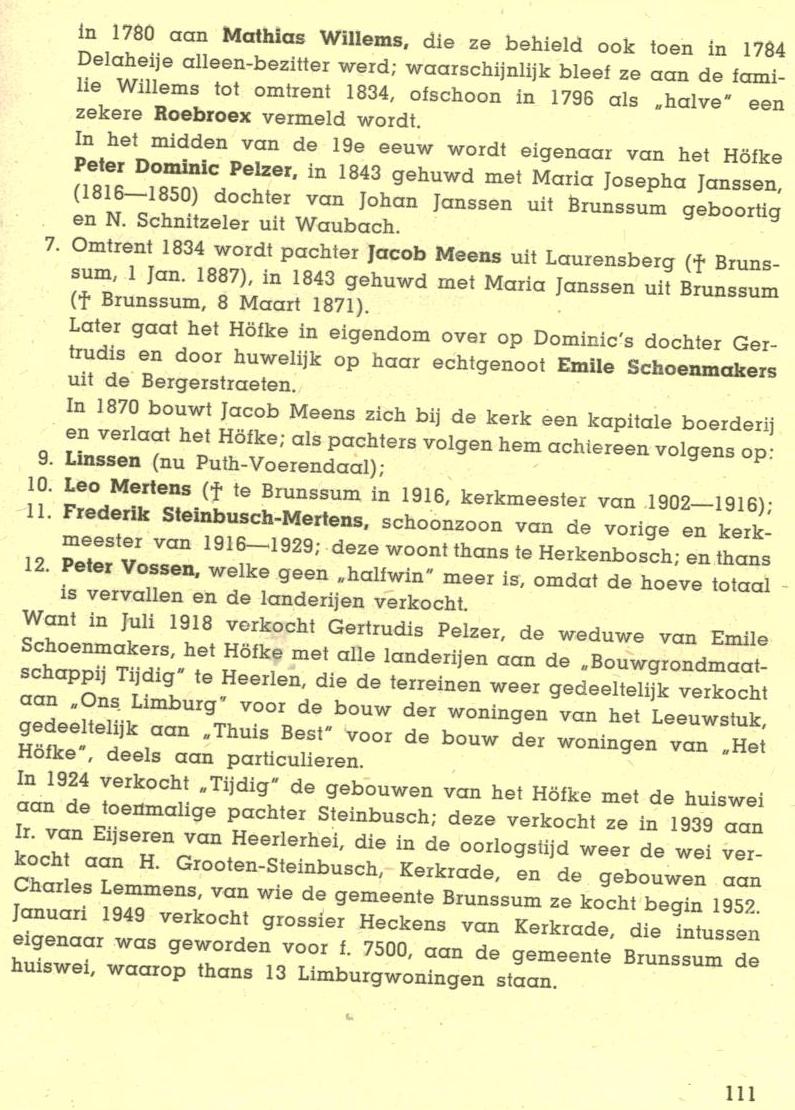 in 1780 aan Mathias Willems, die ze behield ook toen in 1784
Delaheije alleen-bezitter werd; waarschijnlijk bleef ze aan de fami-
lie Willems tot omtrent 1834, ofschoon in 1796 als „halve" een
zekere Roebroex vermeld wordt.
In het midden van de 19e eeuw wordt eigenaar van het Höfke
Peter Dominic Pelzer, in 1843 gehuwd met Maria Josepha Janssen,
(1816—1850) dochter van Johan Janssen uit Brunssum geboortig
en N. Schnitzeler uit Waubach.
7. Omtrent 1834 wordt pachter Jacob Meens uit Laurensberg († Bruns-
sum, 1 Jan. 1887), in 1843 gehuwd met Maria Janssen uit Brunssum
(† Brunssum, 8 Maart 1871).
Later gaat het Höfke in eigendom over op Dominic's dochter Ger-
trudis en door huwelijk op haar echtgenoot Emile Schoenmakers
uit de Bergerstraeten.
In 1870 bouwt Jacob Meens zich bij de kerk een kapitale boerderij
en verlaat het Höfke; als pachters volgen hem achtereen volgens op:
9. Linssen (nu Puth-Voerendaal);
10. Leo Mertens († te Brunssum in 1916, kerkmeester van 1902—1916);
11. Frederik Steinbusch-Mertens, schoonzoon van de vorige en kerk-
meester van 1916—1929; deze woont thans te Herkenbosch; en thans
12. Peter Vossen, welke geen „halfwin" meer is, omdat de hoeve totaal
is vervallen en de landerijen verkocht.
Want in Juli 1918 verkocht Gertrudis Pelzer, de weduwe van Emile
Schoenmakers, het Höfke met alle landerijen aan de „Bouwgrondmaat-
schappij Tijdig" te Heerlen, die de terreinen weer gedeeltelijk verkocht
aan „Ons Limburg" voor de bouw der woningen van het Leeuwstuk,
gedeeltelijk aan „Thuis Best" voor de bouw der woningen van „Het
Höfke", deels aan particulieren.
In 1924 verkocht „Tijdig" de gebouwen van het Höfke met de huiswei
aan de toenmalige pachter Steinbusch; deze verkocht ze in 1939 aan
Ir. van Eijseren van Heerlerhei, die in de oorlogstijd weer de wei ver-
kocht aan H. Grooten-Steinbusch, Kerkrade, en de gebouwen aan
Charles Lemmens, van wie de gemeente Brunssum ze kocht begin 1952.
Januari 1949 verkocht grossier Heckens van Kerkrade, die intussen
eigenaar was geworden voor f. 7500, aan de gemeente Brunssum de
huiswei, waarop thans 13 Limburgwoningen staan.
111